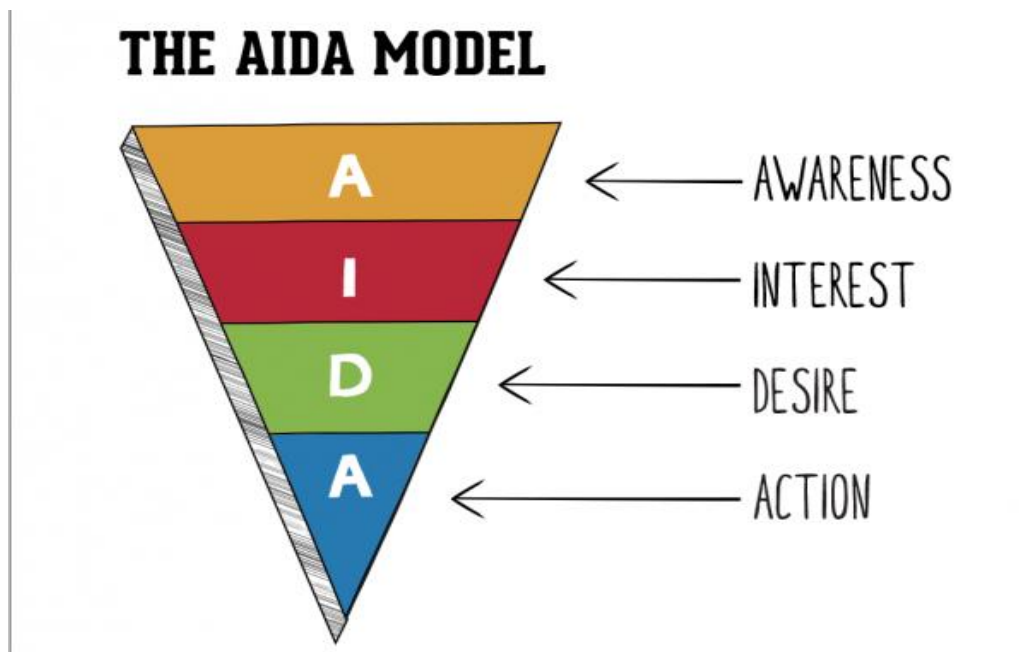 THE AIDA MODEL
A
AWARENESS
I
INTEREST
D
DESIRE
A
ACTION